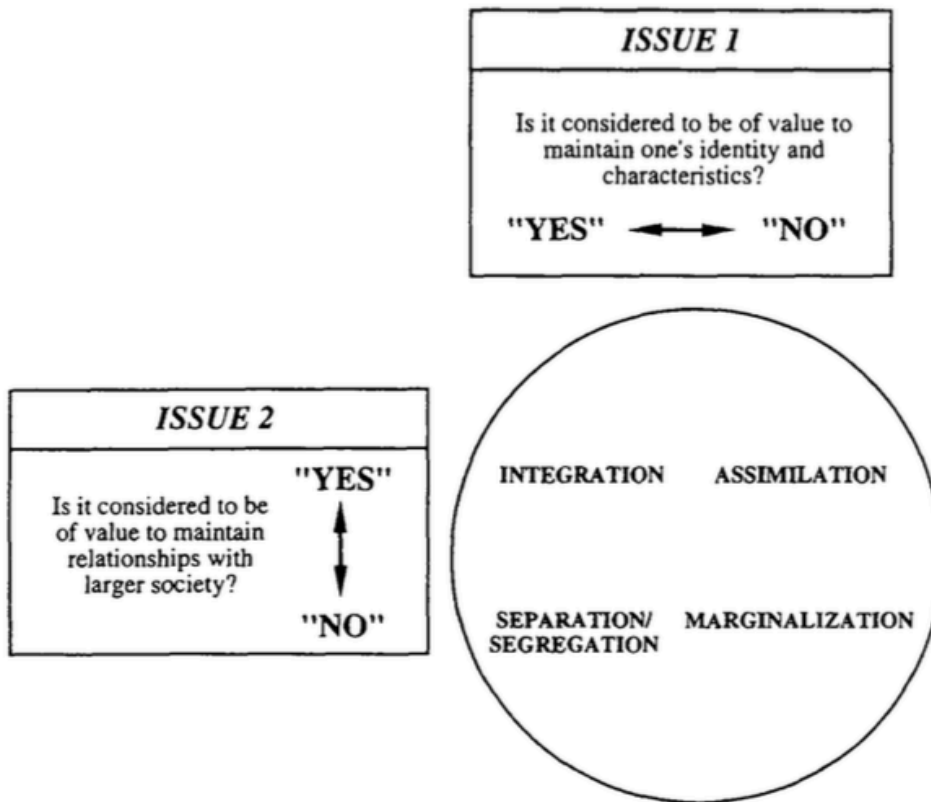 ISSUE 1
Is it considered to be of value to
maintain one's identity and
characteristics?
"YES" "NO"
ISSUE 2
"YES"
Is it considered to be
of value to maintain
relationships with
larger society?
"NO"
INTEGRATION ASSIMILATION
SEPARATION/ MARGINALIZATION
SEGREGATION